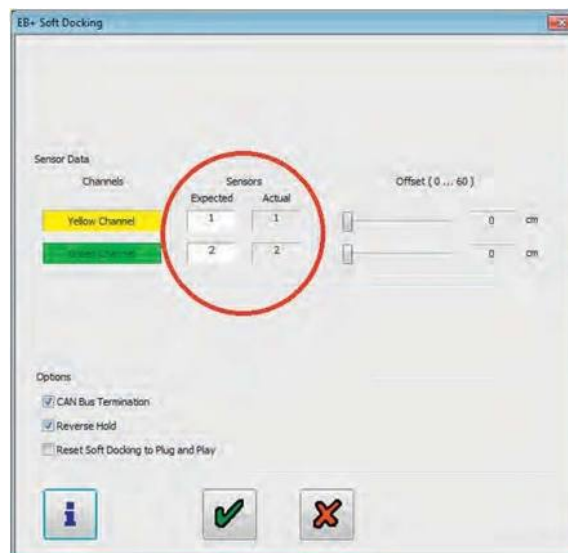 EB+ Soft Docking
Sensor Data
Channels Sensors Offset ( 0 ... 60 )
Expected Actual
Yellow Channel 1 1 0 cm
Green Channel 2 2 0 cm
Options
CAN Bus Termination
Reverse Hold
Reset Soft Docking to Plug and Play
i